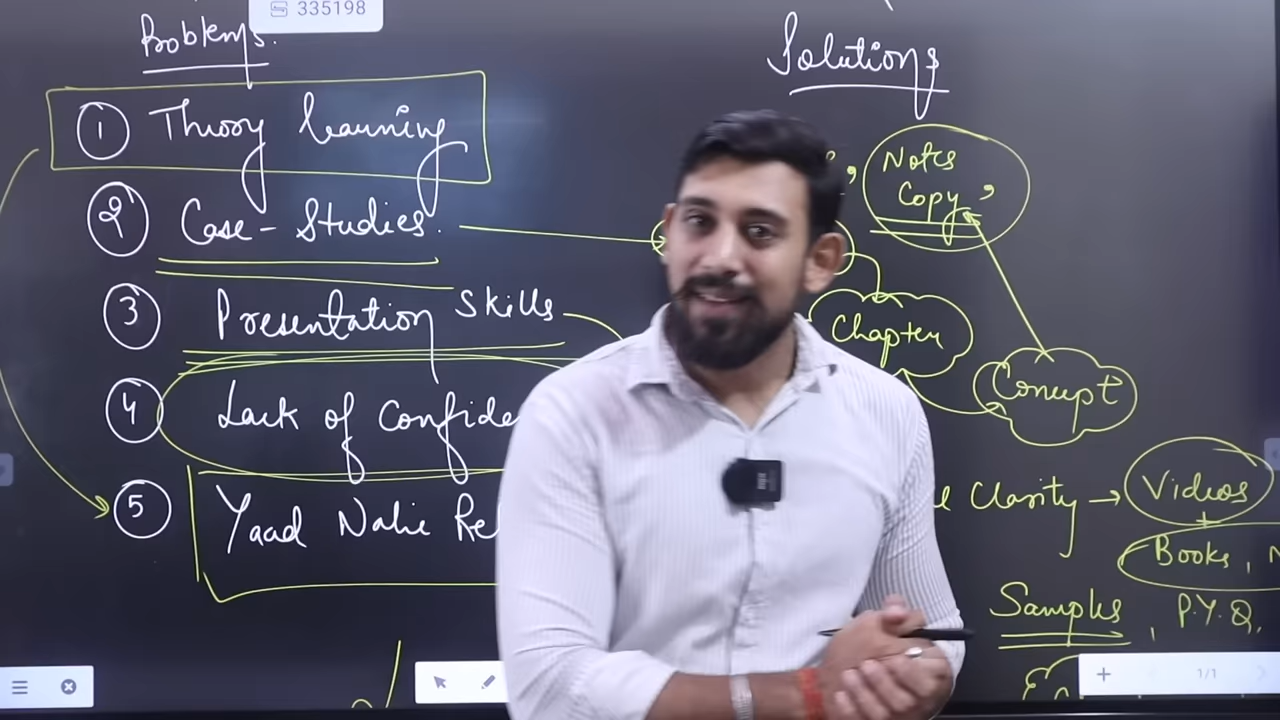 335198
Problems.
① Theory learning
② Case - Studies.
③ Presentation Skills
④ Lack of Confide
⑤ Yaad Nahi Re
Solutions
, Notes
Copy,
Chapter
Concept
Clarity → Videos
+
Books,
Samples, P.Y.Q,
1/1